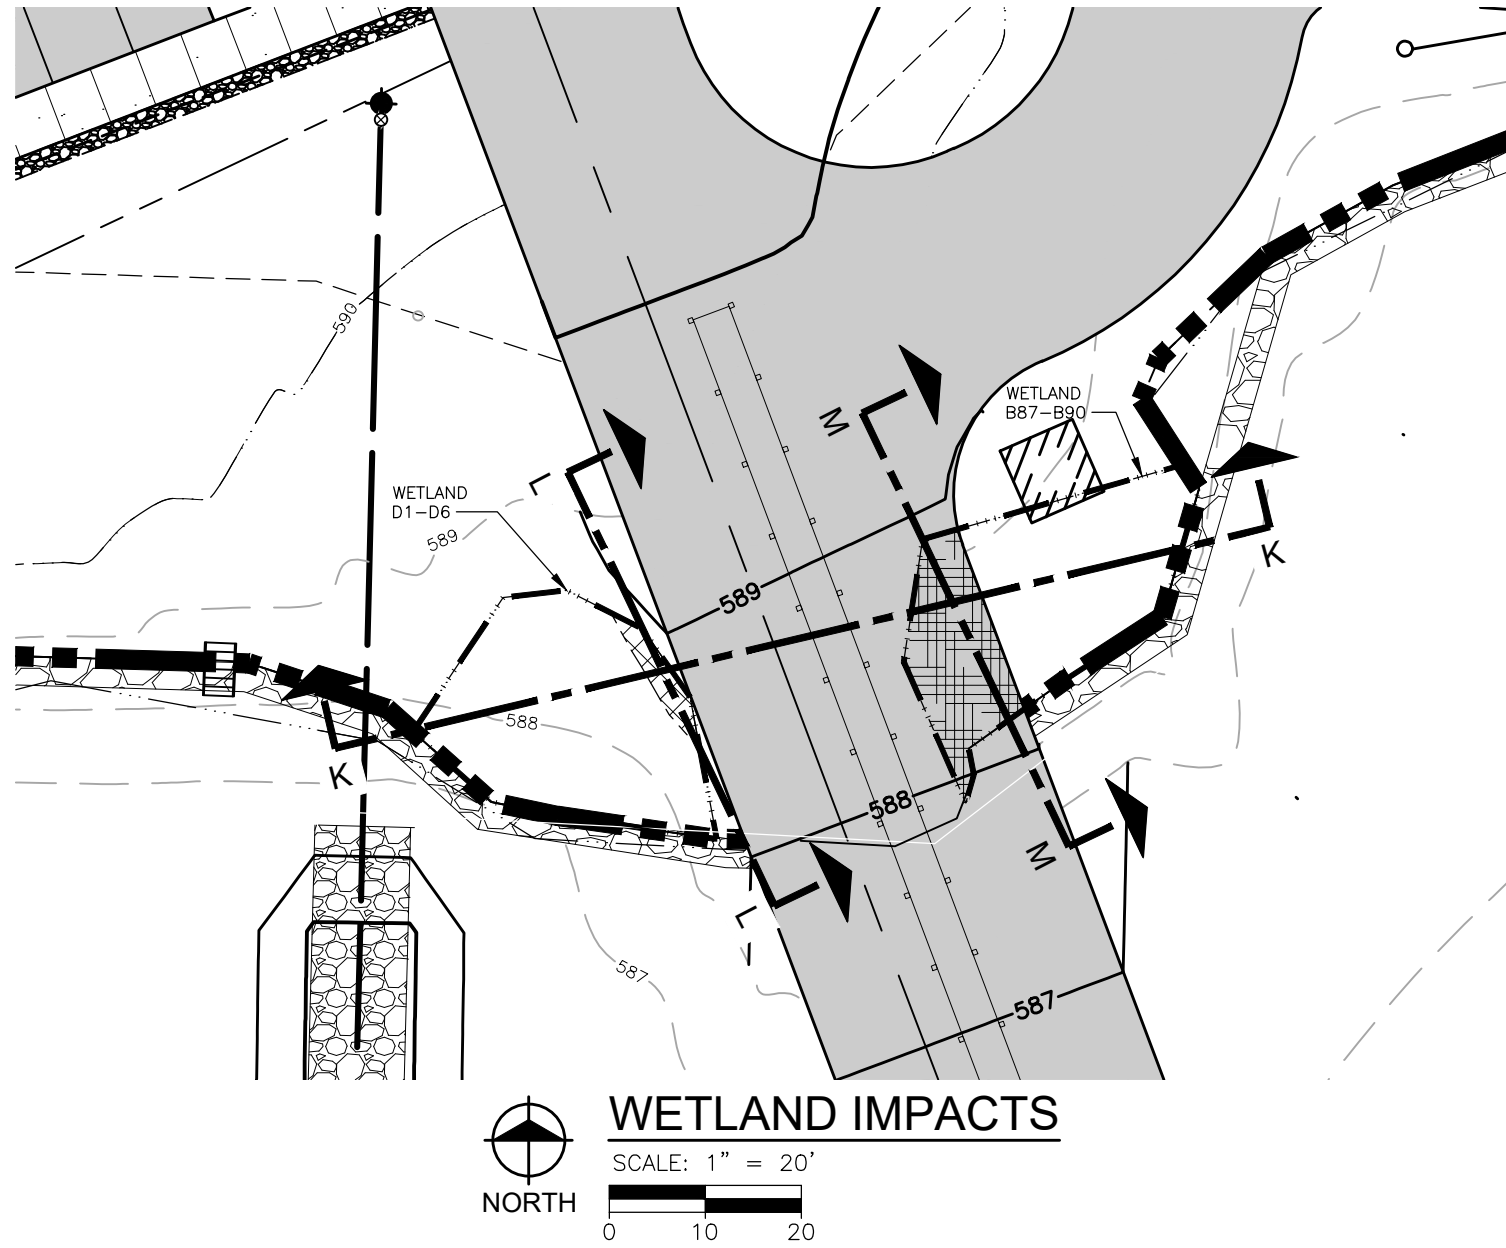 590
WETLAND
B87-B90
M
L
WETLAND
D1-D6
589
K
589
588
K
588
M
L
587
587
WETLAND IMPACTS
SCALE: 1" = 20'
NORTH
0 10 20